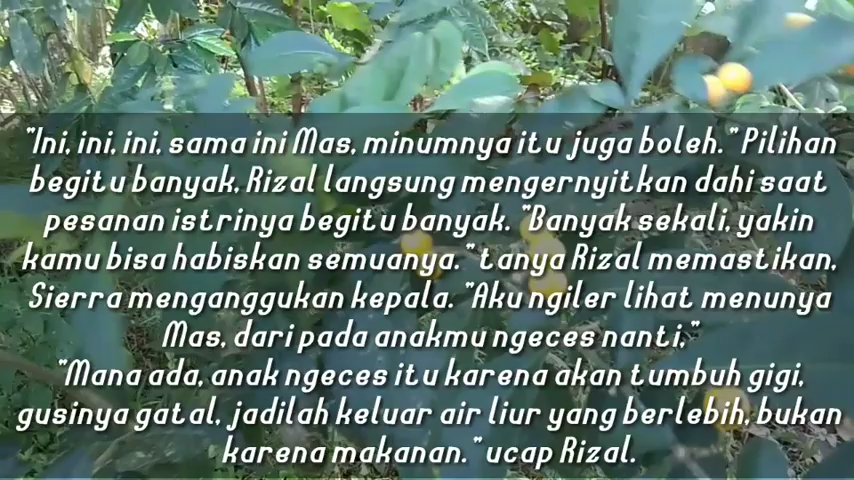 "Ini, ini, ini, sama ini Mas, minumnya itu juga boleh." Pilihan
begitu banyak, Rizal langsung mengernyitkan dahi saat
pesanan istrinya begitu banyak. "Banyak sekali, yakin
kamu bisa habiskan semuanya." tanya Rizal memastikan,
Sierra menganggukan kepala. "Aku ngiler lihat menunya
Mas, dari pada anakmu ngeces nanti,"
"Mana ada, anak ngeces itu karena akan tumbuh gigi,
gusinya gatal, jadilah keluar air liur yang berlebih, bukan
karena makanan." ucap Rizal.